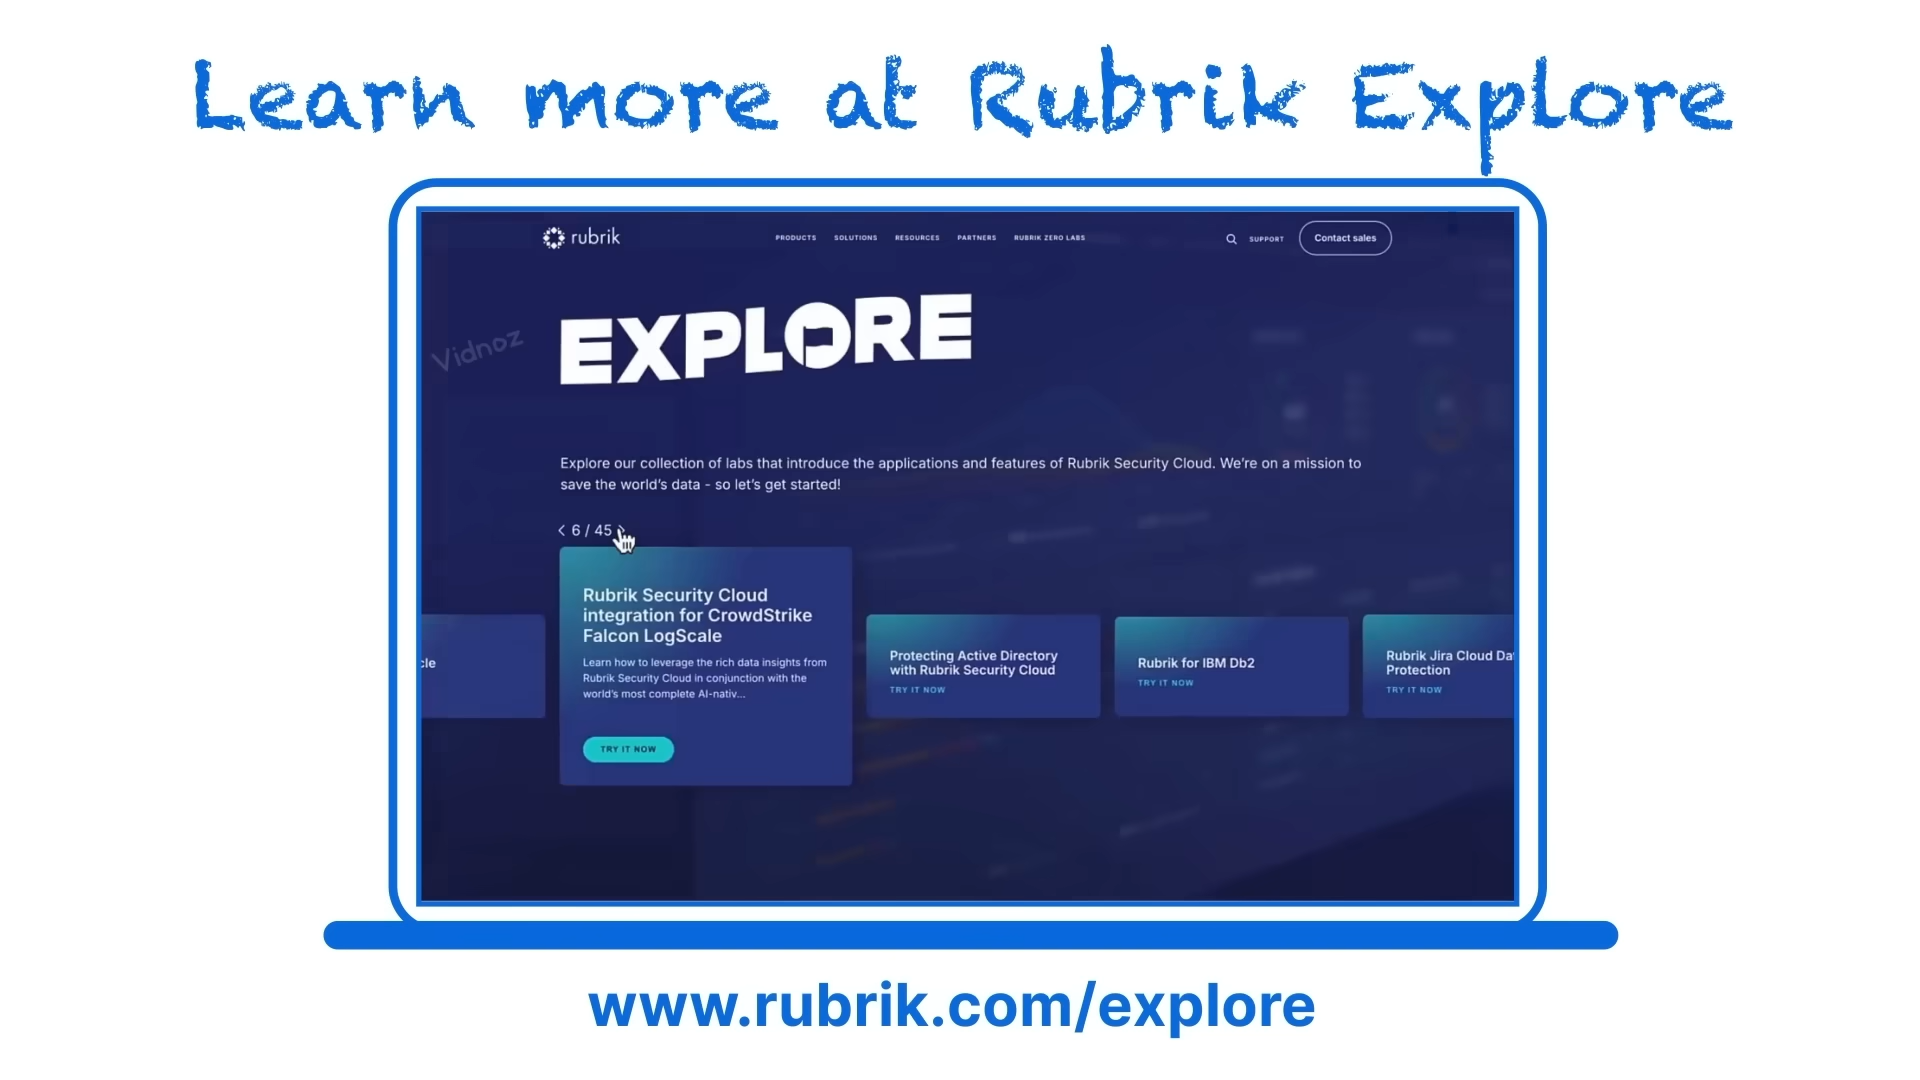 Learn more at Rubrik Explore
rubrik
PRODUCTS SOLUTIONS RESOURCES PARTNERS RUBRIK ZERO LABS
SUPPORT
Contact sales
EXPLORE
Vidnoz
Explore our collection of labs that introduce the applications and features of Rubrik Security Cloud. We're on a mission to
save the world's data - so let's get started!
6 / 45
cle
Rubrik Security Cloud
integration for CrowdStrike
Falcon LogScale
Learn how to leverage the rich data insights from
Rubrik Security Cloud in conjunction with the
world's most complete AI-nativ...
TRY IT NOW
Protecting Active Directory
with Rubrik Security Cloud
TRY IT NOW
Rubrik for IBM Db2
TRY IT NOW
Rubrik Jira Cloud Dat
Protection
TRY IT NOW
www.rubrik.com/explore